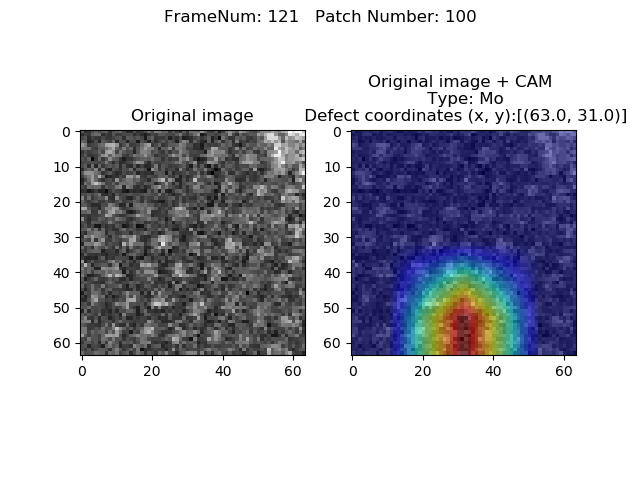 FrameNum: 121   Patch Number: 100
Original image
Original image + CAM
Type: Mo
Defect coordinates (x, y):[(63.0, 31.0)]
0
10
20
30
40
50
60
0 20 40 60
0
10
20
30
40
50
60
0 20 40 60